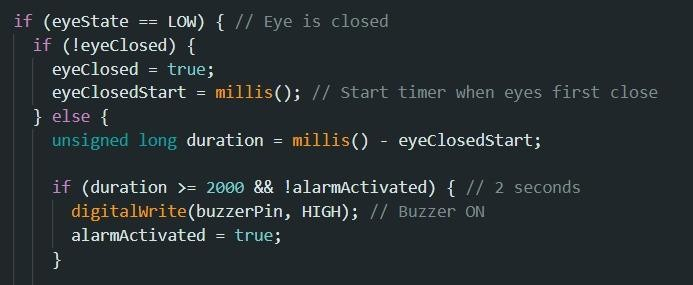 if (eyeState == LOW) { // Eye is closed
if (!eyeClosed) {
eyeClosed = true;
eyeClosedStart = millis(); // Start timer when eyes first close
} else {
unsigned long duration = millis() - eyeClosedStart;
if (duration >= 2000 && !alarmActivated) { // 2 seconds
digitalWrite(buzzerPin, HIGH); // Buzzer ON
alarmActivated = true;
}